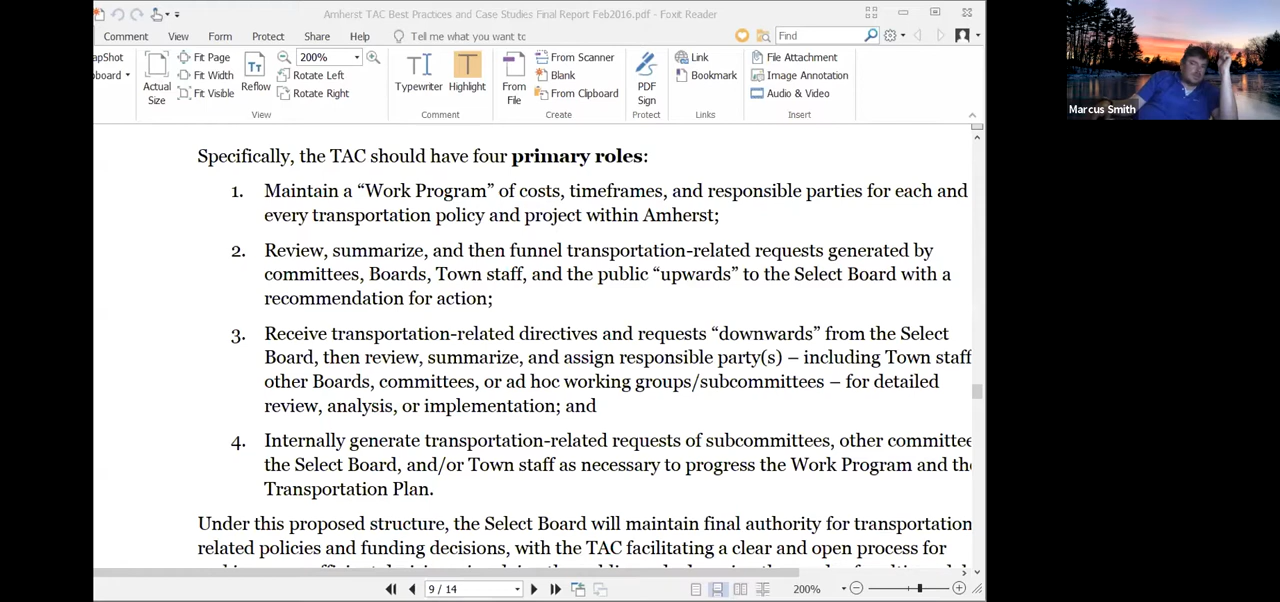 Amherst TAC Best Practices and Case Studies Final Report Feb2016.pdf - Foxit Reader
Comment View Form Protect Share Help Tell me what you want tc Find
apShot
board
Actual Size
Fit Page
Fit Width
Fit Visible
Reflow
200%
Rotate Left
Rotate Right
View
Typewriter Highlight
Comment
From File
From Scanner
Blank
From Clipboard
Create
PDF Sign
Protect
Link
Bookmark
Links
File Attachment
Image Annotation
Audio & Video
Insert
Marcus Smith
Specifically, the TAC should have four primary roles:
1. Maintain a “Work Program” of costs, timeframes, and responsible parties for each and
every transportation policy and project within Amherst;
2. Review, summarize, and then funnel transportation-related requests generated by
committees, Boards, Town staff, and the public “upwards” to the Select Board with a
recommendation for action;
3. Receive transportation-related directives and requests “downwards” from the Select
Board, then review, summarize, and assign responsible party(s) – including Town staff
other Boards, committees, or ad hoc working groups/subcommittees – for detailed
review, analysis, or implementation; and
4. Internally generate transportation-related requests of subcommittees, other committee
the Select Board, and/or Town staff as necessary to progress the Work Program and the
Transportation Plan.
Under this proposed structure, the Select Board will maintain final authority for transportation
related policies and funding decisions, with the TAC facilitating a clear and open process for
9 / 14
200%